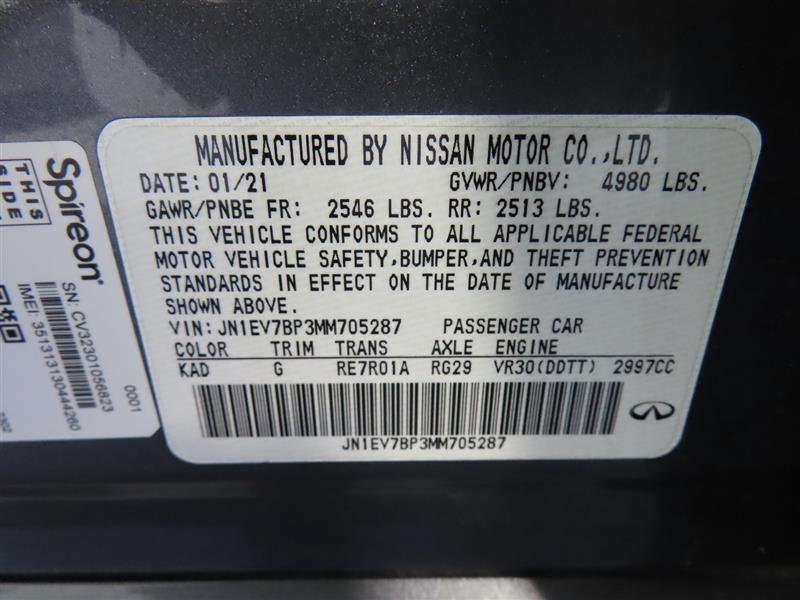 MANUFACTURED BY NISSAN MOTOR CO.,LTD.
DATE: 01/21 GVWR/PNBV: 4980 LBS.
GAWR/PNBE FR: 2546 LBS. RR: 2513 LBS.
THIS VEHICLE CONFORMS TO ALL APPLICABLE FEDERAL
MOTOR VEHICLE SAFETY,BUMPER,AND THEFT PREVENTION
STANDARDS IN EFFECT ON THE DATE OF MANUFACTURE
SHOWN ABOVE.
VIN: JN1EV7BP3MM705287 PASSENGER CAR
COLOR TRIM TRANS AXLE ENGINE
KAD G RE7R01A RG29 VR30(DDTT) 2997CC
JN1EV7BP3MM705287
THIS
SIDE
Spireon
SN: CV32301056823
IMEI: 351313130444260
0001